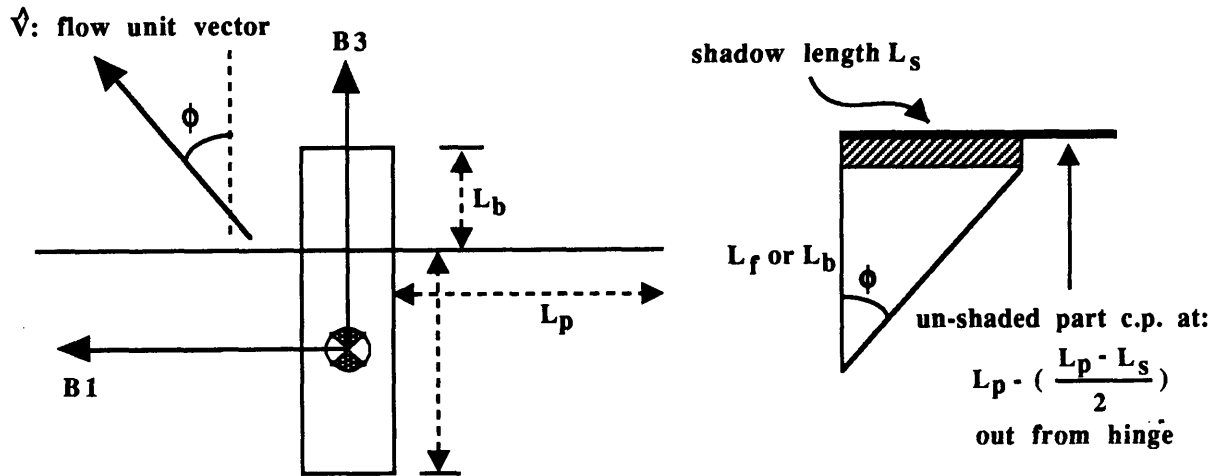 V̂: flow unit vector
B3
ϕ
L_b
L_p
B1
shadow length L_s
L_f or L_b
ϕ
un-shaded part c.p. at:
L_p - ( L_p - L_s / 2 )
out from hinge